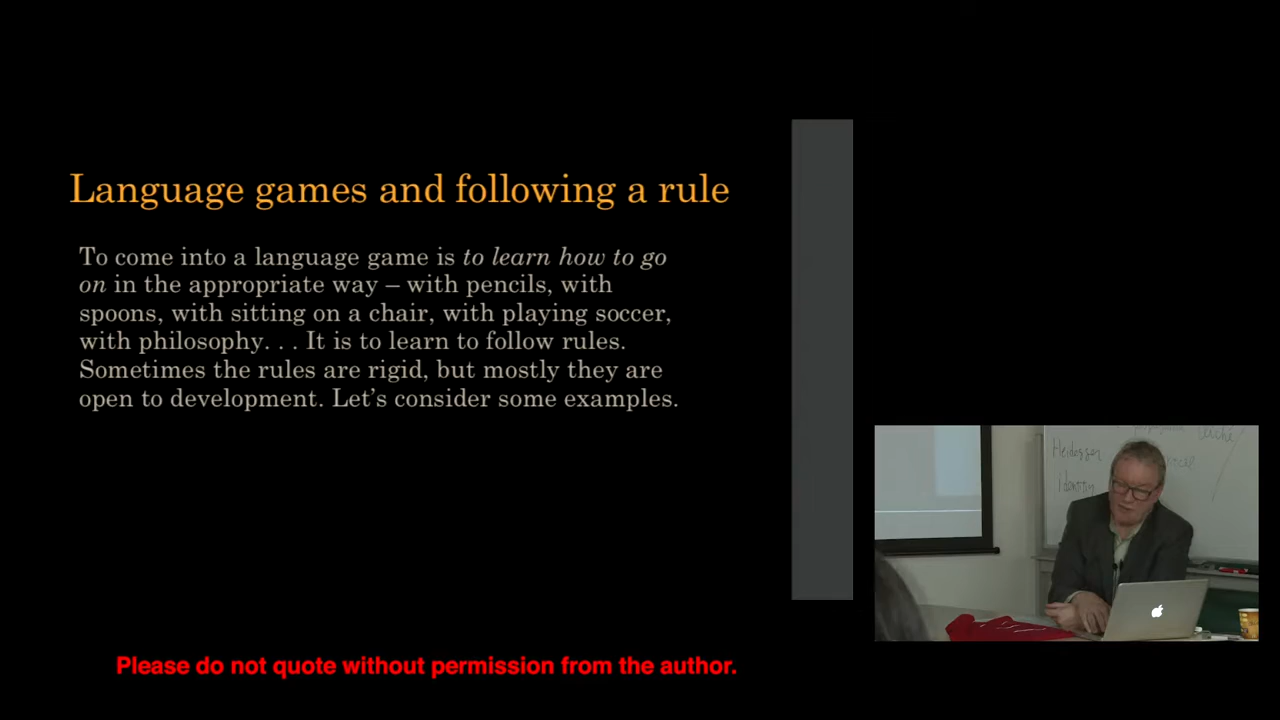 Language games and following a rule
To come into a language game is to learn how to go
on in the appropriate way – with pencils, with
spoons, with sitting on a chair, with playing soccer,
with philosophy. . . It is to learn to follow rules.
Sometimes the rules are rigid, but mostly they are
open to development. Let’s consider some examples.
Heidegger
Please do not quote without permission from the author.